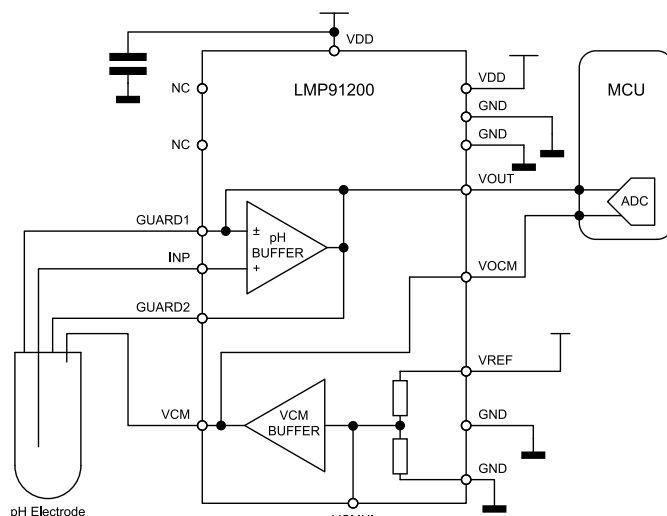 VDD
LMP91200
VDD
MCU
NC
GND
GND
NC
VOUT
ADC
GUARD1
±
pH
BUFFER
INP
+
VOCM
GUARD2
VREF
VCM
VCM
BUFFER
GND
GND
pH Electrode